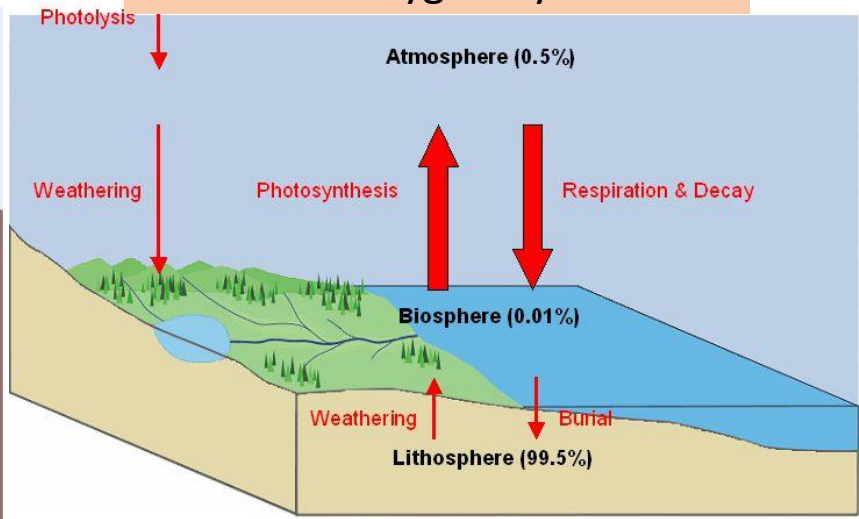 Photolysis
Atmosphere (0.5%)
Weathering
Photosynthesis
Respiration & Decay
Biosphere (0.01%)
Weathering
Burial
Lithosphere (99.5%)